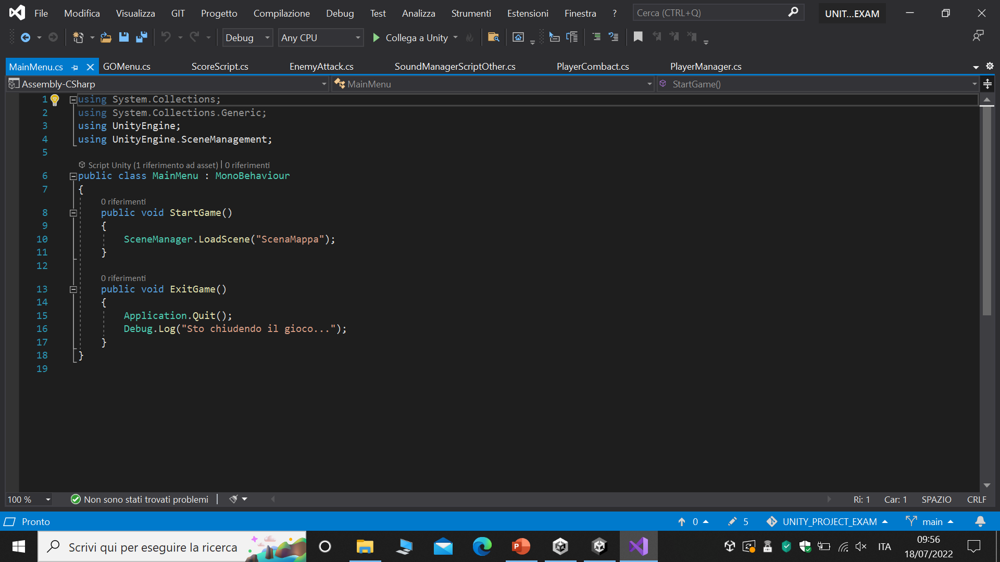 File Modifica Visualizza GIT Progetto Compilazione Debug Test Analizza Strumenti Estensioni Finestra ? Cerca (CTRL+Q) UNIT...EXAM
Debug Any CPU Collega a Unity
MainMenu.cs GOMenu.cs ScoreScript.cs EnemyAttack.cs SoundManagerScriptOther.cs PlayerCombact.cs PlayerManager.cs
Assembly-CSharp MainMenu StartGame()
1 using System.Collections;
2 using System.Collections.Generic;
3 using UnityEngine;
4 using UnityEngine.SceneManagement;
5
Script Unity (1 riferimento ad asset) | 0 riferimenti
6 public class MainMenu : MonoBehaviour
7 {
0 riferimenti
8 public void StartGame()
9 {
10 SceneManager.LoadScene("ScenaMappa");
11 }
12
0 riferimenti
13 public void ExitGame()
14 {
15 Application.Quit();
16 Debug.Log("Sto chiudendo il gioco...");
17 }
18 }
19
100 % Non sono stati trovati problemi Ri: 1 Car: 1 SPAZIO CRLF
Pronto 0 5 UNITY_PROJECT_EXAM main
Scrivi qui per eseguire la ricerca ITA 09:56
18/07/2022